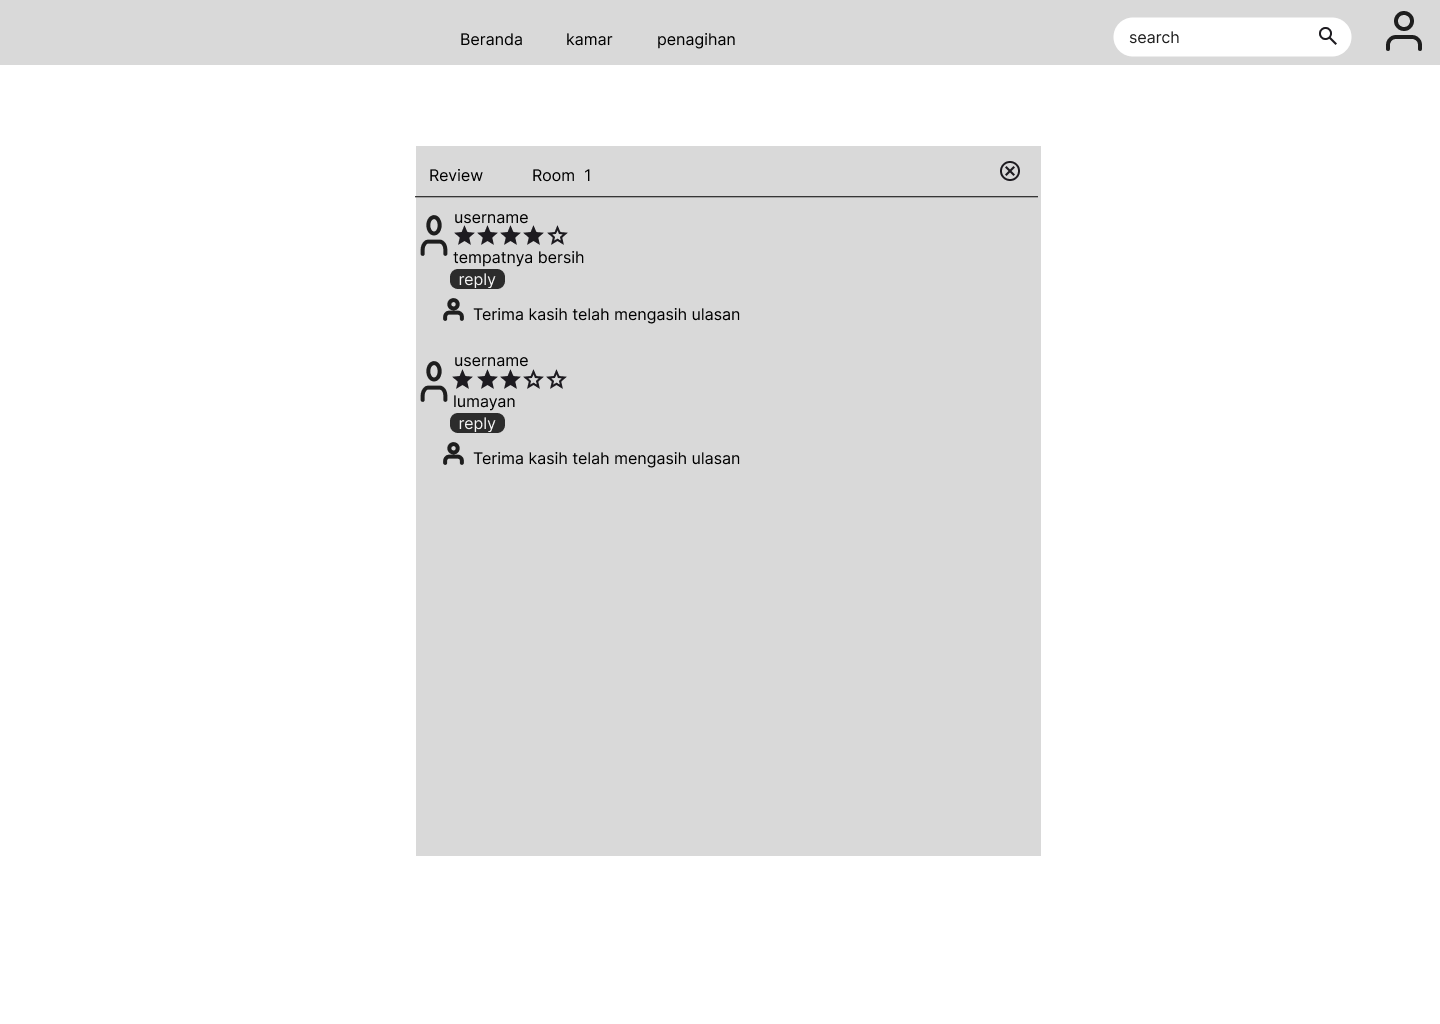 Beranda kamar penagihan search
Review Room 1
username
tempatnya bersih
reply
Terima kasih telah mengasih ulasan
username
lumayan
reply
Terima kasih telah mengasih ulasan